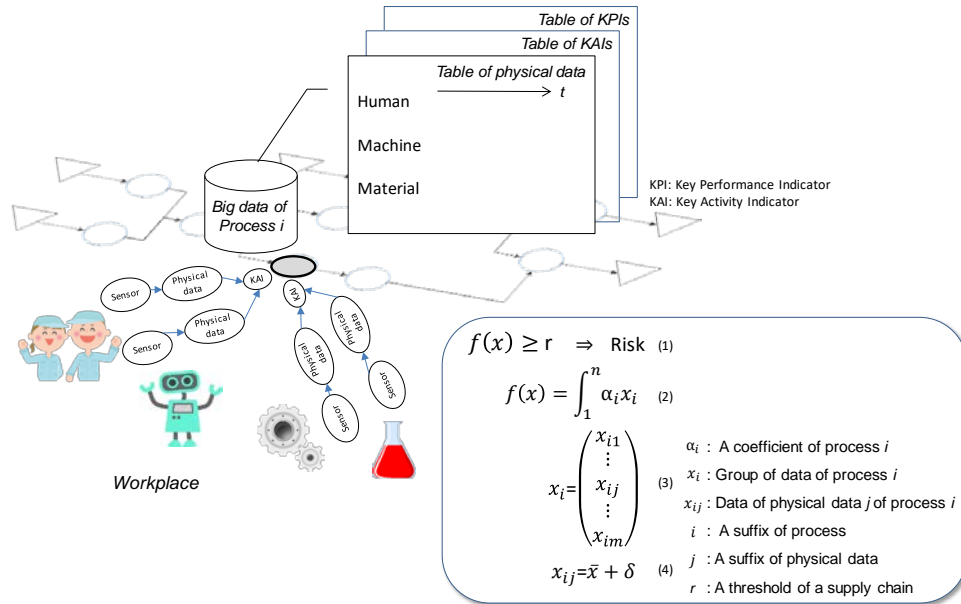 Table of KPIs
Table of KAIs
Table of physical data
t
Human
Machine
Material
Big data of
Process i
KPI: Key Performance Indicator
KAI: Key Activity Indicator
Sensor
Physical
data
KAI
Sensor
Physical
data
KAI
Physical
data
Sensor
Physical
data
Sensor
Workplace
f(x) ≥ r ⇒ Risk (1)
f(x) = ∫₁ⁿ αᵢxᵢ (2)
xᵢ=(xᵢ₁ ⋮ xᵢⱼ ⋮ xᵢₘ) (3)
xᵢⱼ=x̄ + δ (4)
αᵢ : A coefficient of process i
xᵢ : Group of data of process i
xᵢⱼ : Data of physical data j of process i
i : A suffix of process
j : A suffix of physical data
r : A threshold of a supply chain